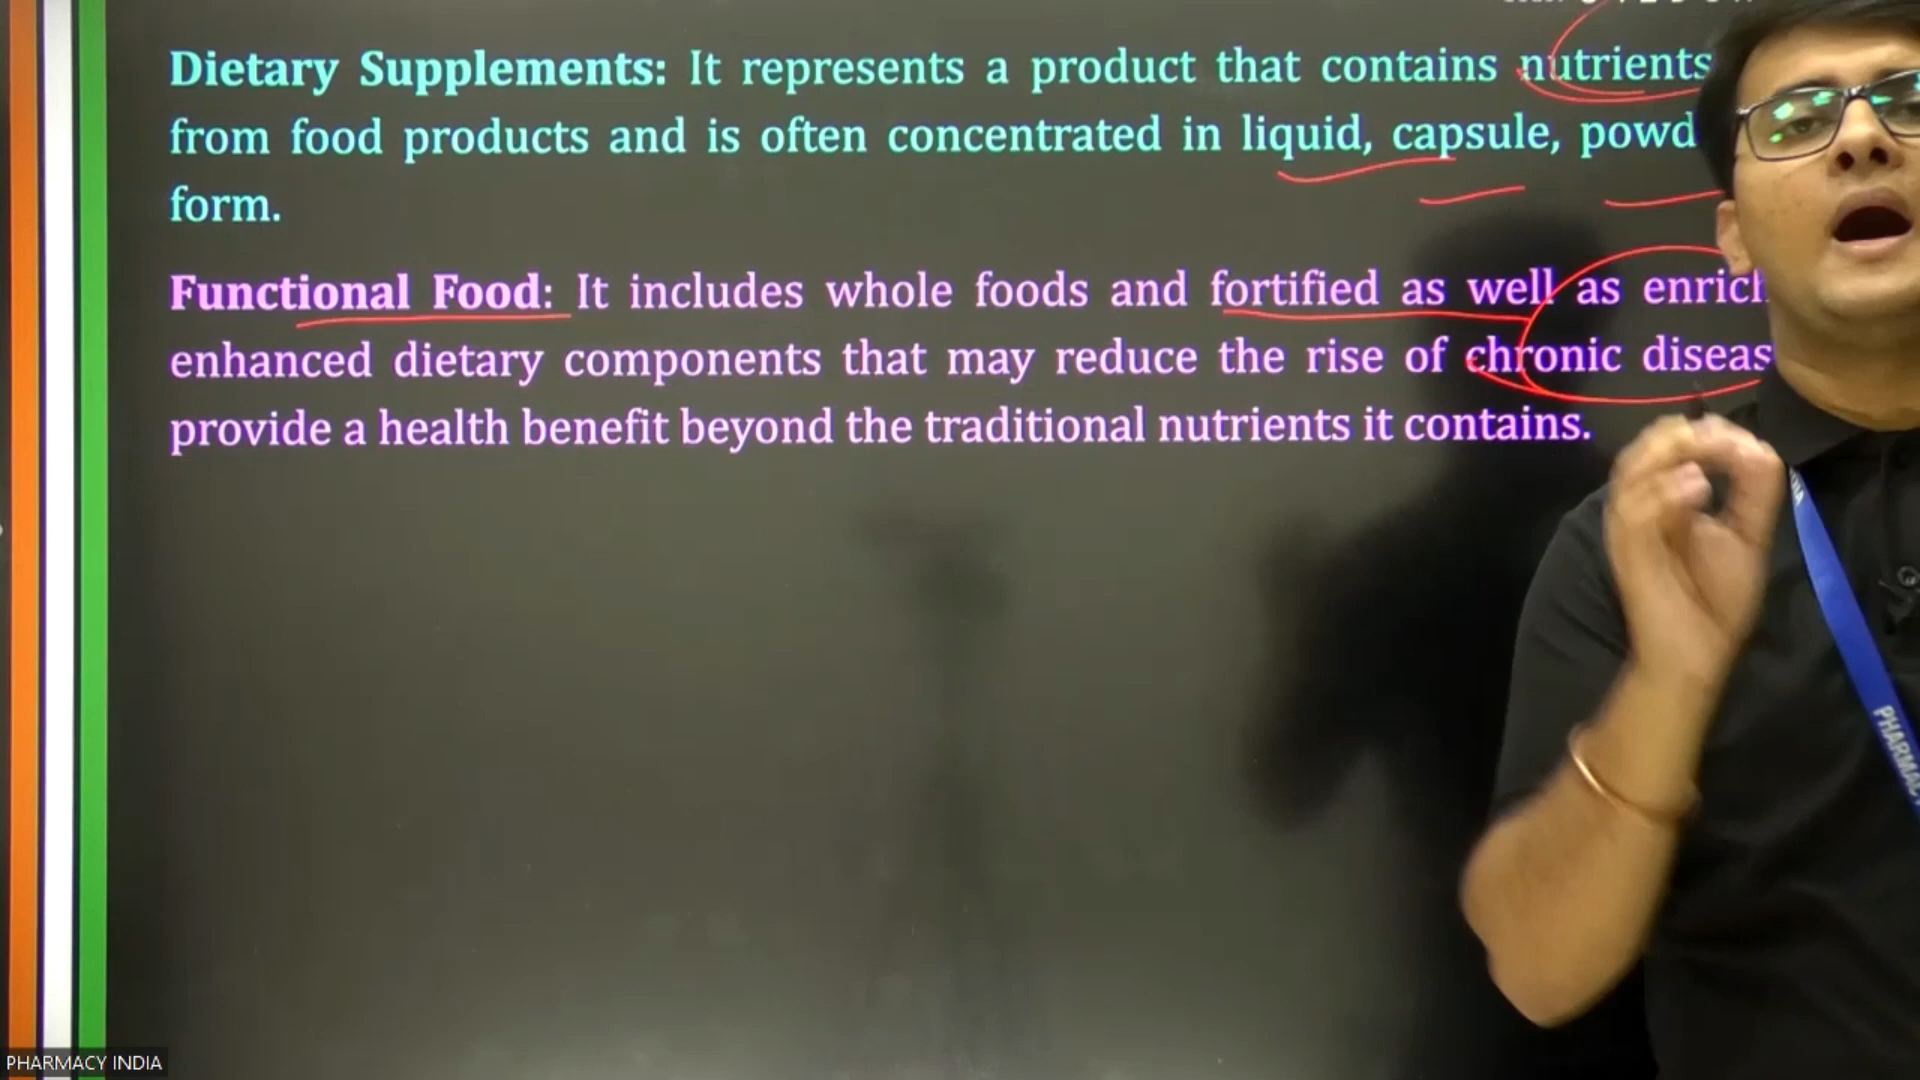 Dietary Supplements: It represents a product that contains nutrients
from food products and is often concentrated in liquid, capsule, powd
form.
Functional Food: It includes whole foods and fortified as well as enrich
enhanced dietary components that may reduce the rise of chronic diseas
provide a health benefit beyond the traditional nutrients it contains.
PHARMAC
PHARMACY INDIA